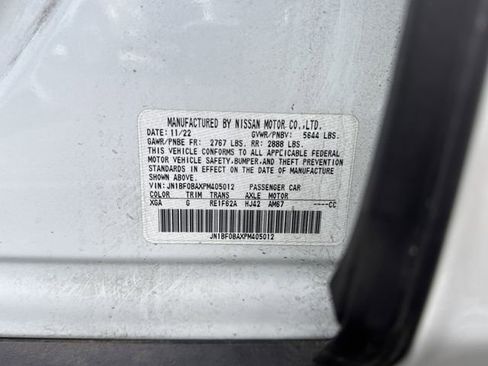 MANUFACTURED BY NISSAN MOTOR CO.,LTD.
DATE: 11/22 GVWR/PNBV: 5644 LBS.
GAWR/PNBE FR: 2767 LBS. RR: 2888 LBS.
THIS VEHICLE CONFORMS TO ALL APPLICABLE FEDERAL
MOTOR VEHICLE SAFETY,BUMPER,AND THEFT PREVENTION
STANDARDS IN EFFECT ON THE DATE OF MANUFACTURE
SHOWN ABOVE.
VIN: JN1BF0BAXPM405012 PASSENGER CAR
COLOR TRIM TRANS AXLE MOTOR
XGA G RE1F62A HJ42 AM67 ----CC
JN1BF0BAXPM405012